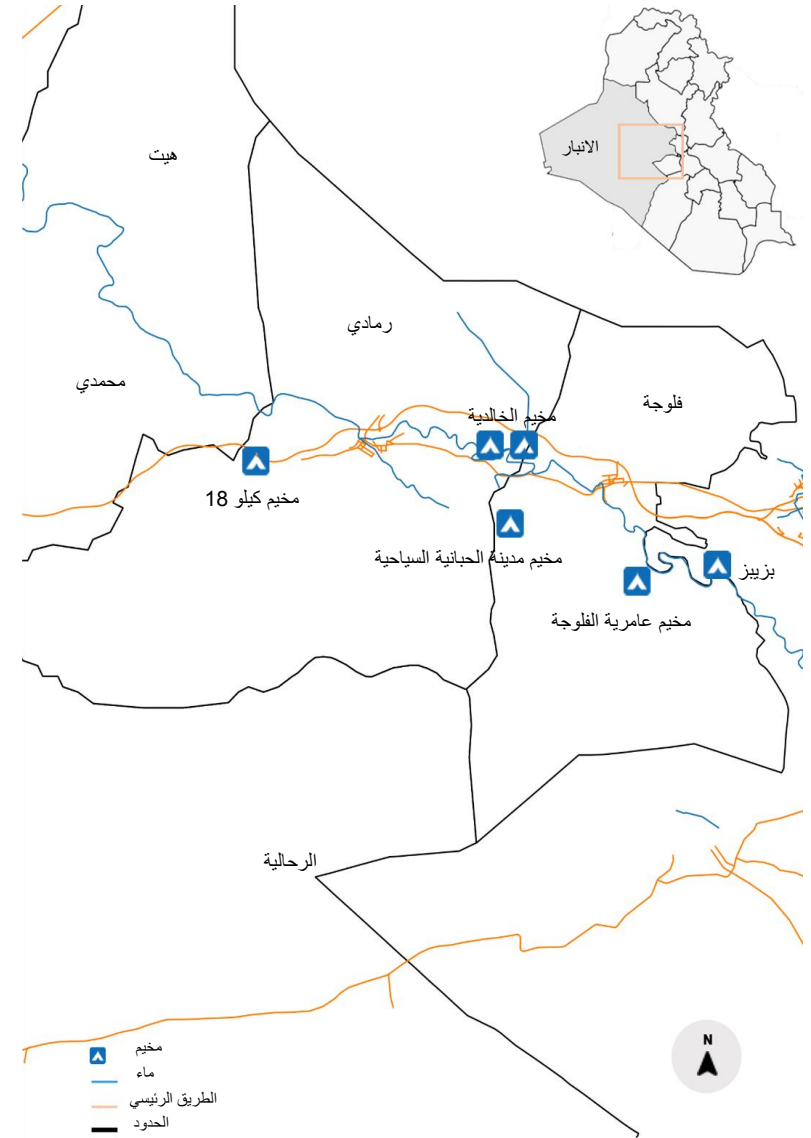 الانبار
هيت
رمادي
محمدي
فلوجة
مخيم الخالدية
مخيم كيلو 18
مخيم مدينة الحبانية السياحية
بزيبز
مخيم عامرية الفلوجة
الرحالية
N
مخيم
ماء
الطريق الرئيسي
الحدود